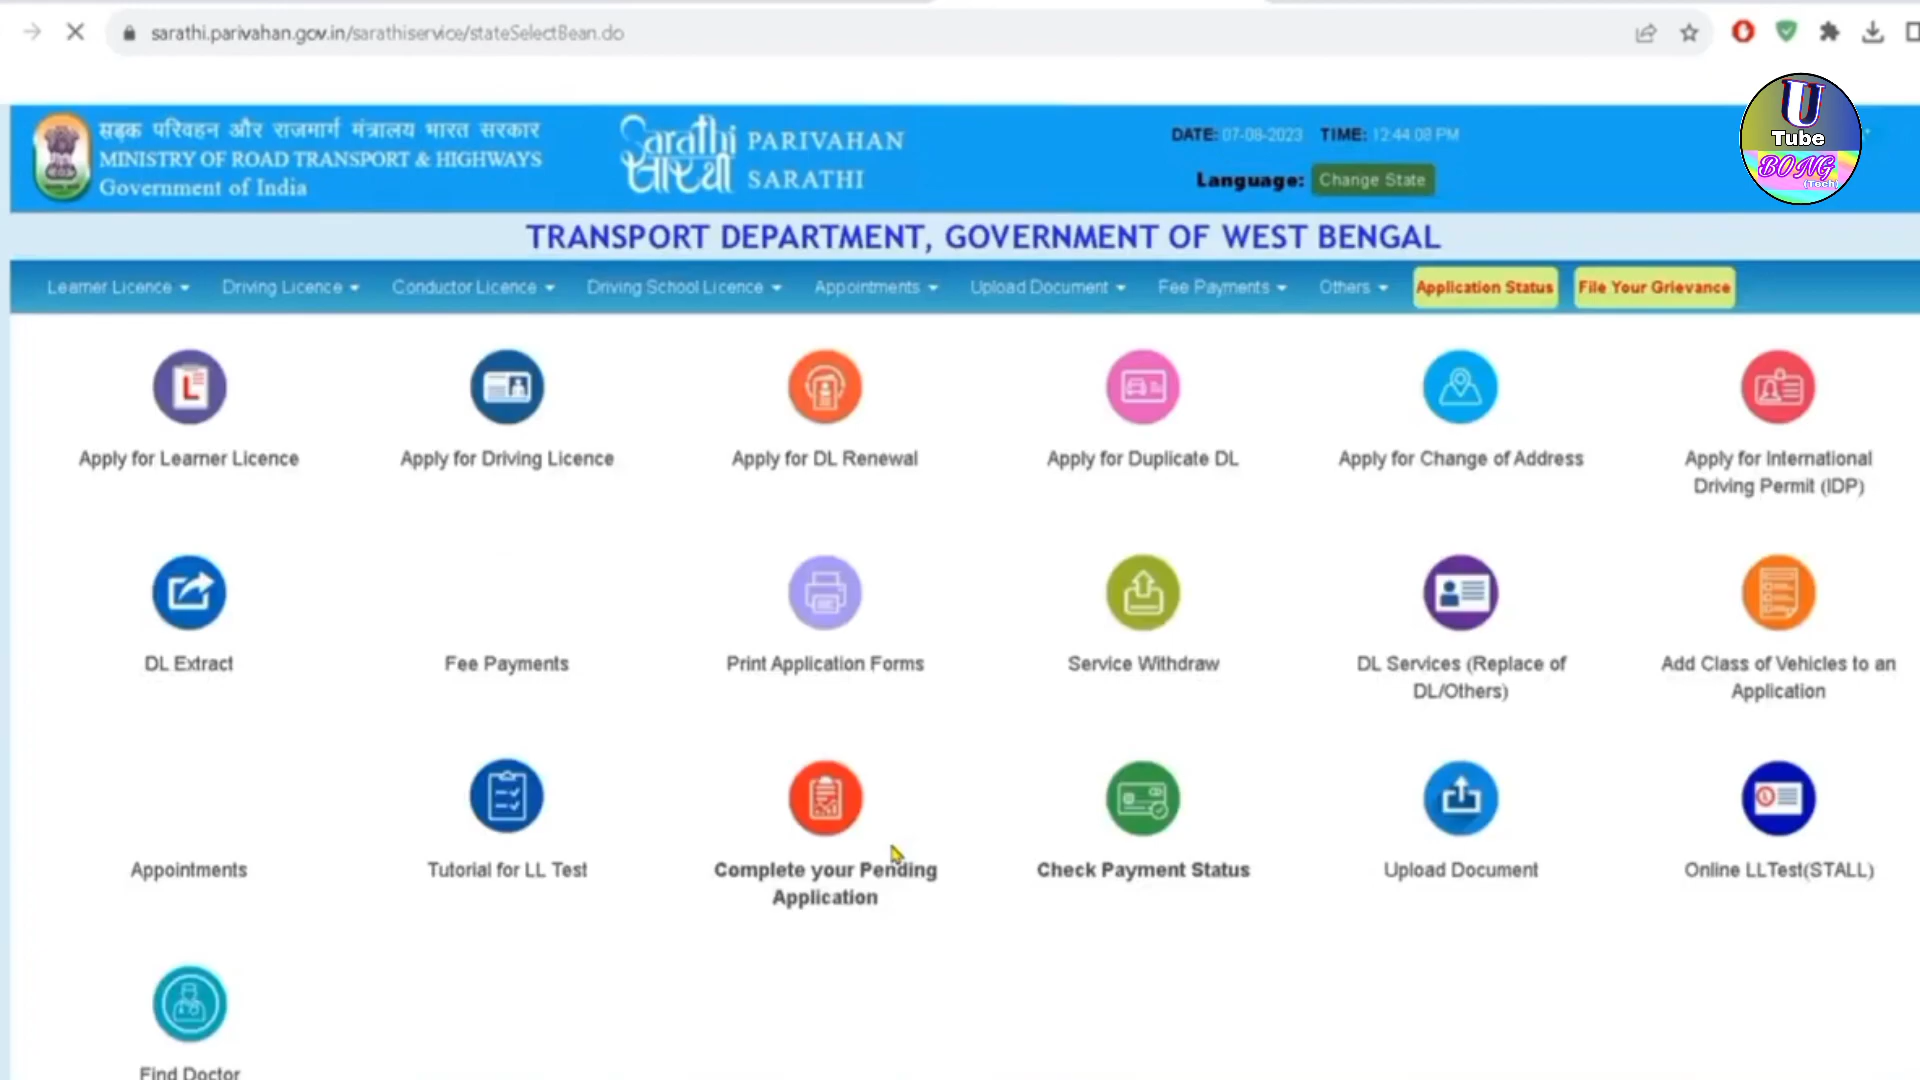 sarathi.parivahan.gov.in/sarathiservice/stateSelectBean.do
U
Tube
BONG
(Tech)
सड़क परिवहन और राजमार्ग मंत्रालय भारत सरकार
MINISTRY OF ROAD TRANSPORT & HIGHWAYS
Government of India
Sarathi
सारथी
PARIVAHAN
SARATHI
DATE: 07-08-2023 TIME: 12:44:08 PM
Language: Change State
TRANSPORT DEPARTMENT, GOVERNMENT OF WEST BENGAL
Learner Licence Driving Licence Conductor Licence Driving School Licence Appointments Upload Document Fee Payments Others Application Status File Your Grievance
L
Apply for Learner Licence
Apply for Driving Licence
Apply for DL Renewal
Apply for Duplicate DL
Apply for Change of Address
Apply for International
Driving Permit (IDP)
DL Extract
Fee Payments
Print Application Forms
Service Withdraw
DL Services (Replace of
DL/Others)
Add Class of Vehicles to an
Application
Appointments
Tutorial for LL Test
Complete your Pending
Application
Check Payment Status
Upload Document
Online LLTest(STALL)
Find Doctor